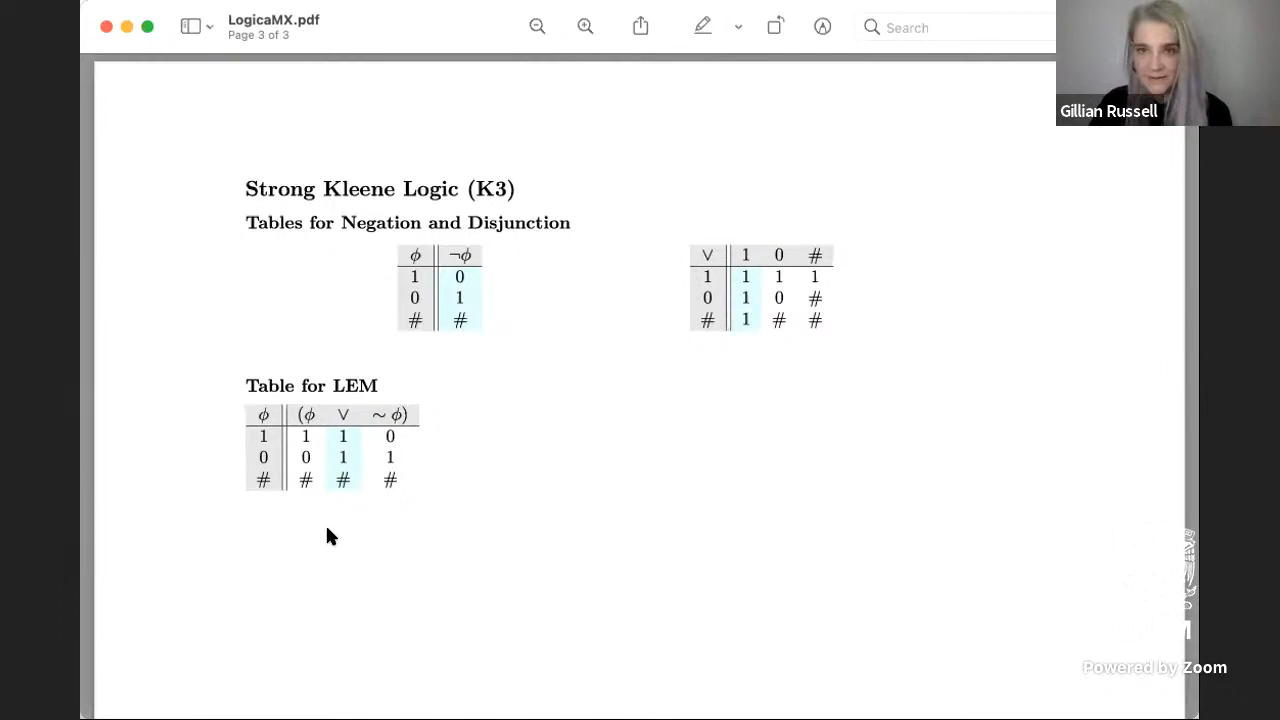 LogicaMX.pdf
Page 3 of 3
Search
Gillian Russell
Strong Kleene Logic (K3)
Tables for Negation and Disjunction
ϕ ¬ϕ
1 0
0 1
# #
∨ 1 0 #
1 1 1 1
0 1 0 #
# 1 # #
Table for LEM
ϕ (ϕ ∨ ∼ ϕ)
1 1 1 0
0 0 1 1
# # # #
Powered by Zoom